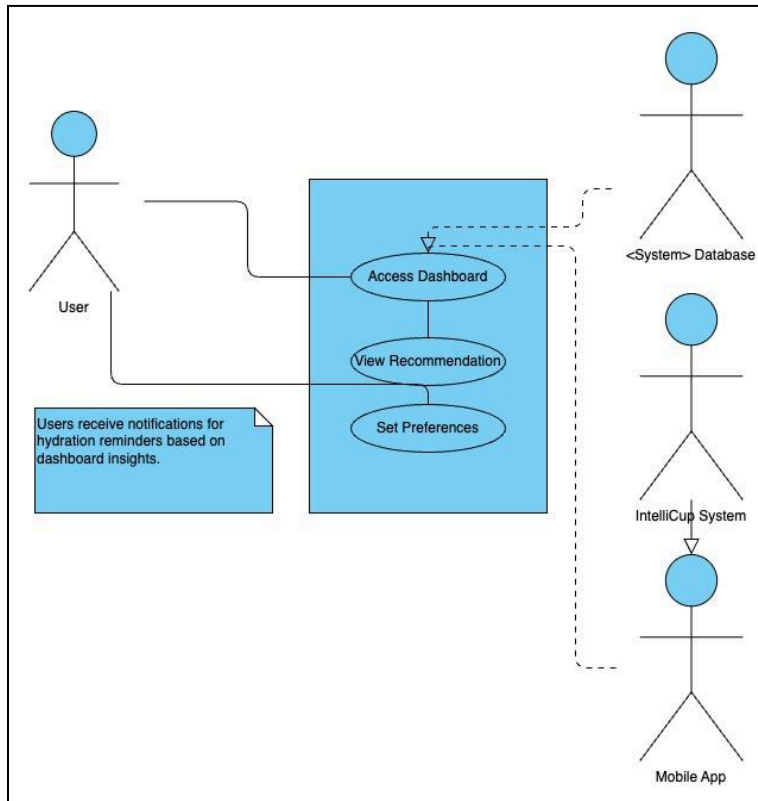 User
Access Dashboard
View Recommendation
Set Preferences
Users receive notifications for
hydration reminders based on
dashboard insights.
<System> Database
IntelliCup System
Mobile App